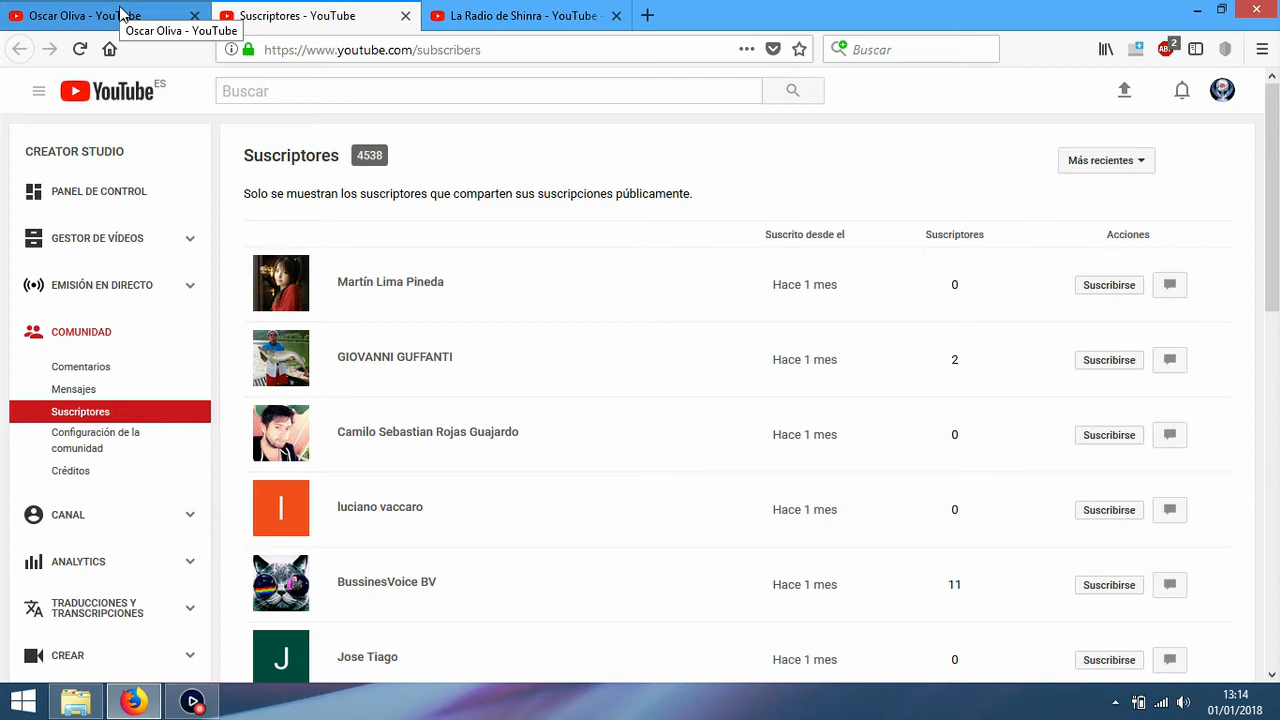 Oscar Oliva - YouTube
Suscriptores - YouTube
La Radio de Shinra - YouTube -
Oscar Oliva - YouTube
https://www.youtube.com/subscribers
Buscar
2
YouTube ES
Buscar
CREATOR STUDIO
PANEL DE CONTROL
GESTOR DE VÍDEOS
EMISIÓN EN DIRECTO
COMUNIDAD
Comentarios
Mensajes
Suscriptores
Configuración de la
comunidad
Créditos
CANAL
ANALYTICS
TRADUCCIONES Y
TRANSCRIPCIONES
CREAR
Suscriptores 4538
Más recientes
Solo se muestran los suscriptores que comparten sus suscripciones públicamente.
Suscrito desde el Suscriptores Acciones
Martín Lima Pineda Hace 1 mes 0 Suscribirse
GIOVANNI GUFFANTI Hace 1 mes 2 Suscribirse
Camilo Sebastian Rojas Guajardo Hace 1 mes 0 Suscribirse
I
luciano vaccaro Hace 1 mes 0 Suscribirse
BussinesVoice BV Hace 1 mes 11 Suscribirse
J
Jose Tiago Hace 1 mes 0 Suscribirse
13:14
01/01/2018